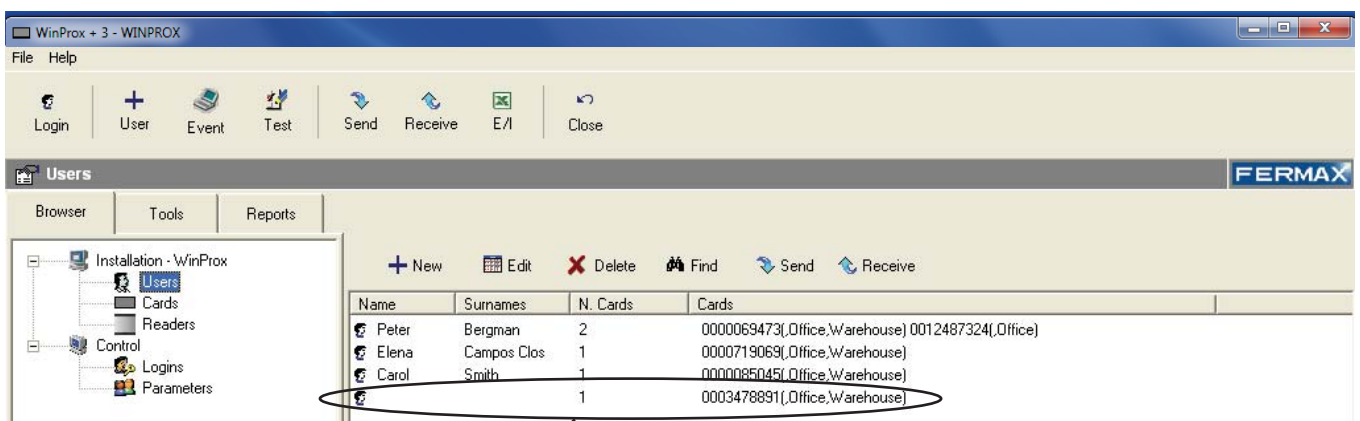 WinProx + 3 - WINPROX
File Help
Login User Event Test Send Receive E/I Close
Users FERMAX
Browser Tools Reports
Installation - WinProx
Users
Cards
Readers
Control
Logins
Parameters
New Edit Delete Find Send Receive
Name Surnames N. Cards Cards
Peter Bergman 2 0000069473(,Office,Warehouse) 0012487324(,Office)
Elena Campos Clos 1 0000719069(,Office,Warehouse)
Carol Smith 1 0000085045(,Office,Warehouse)
1 0003478891(,Office,Warehouse)